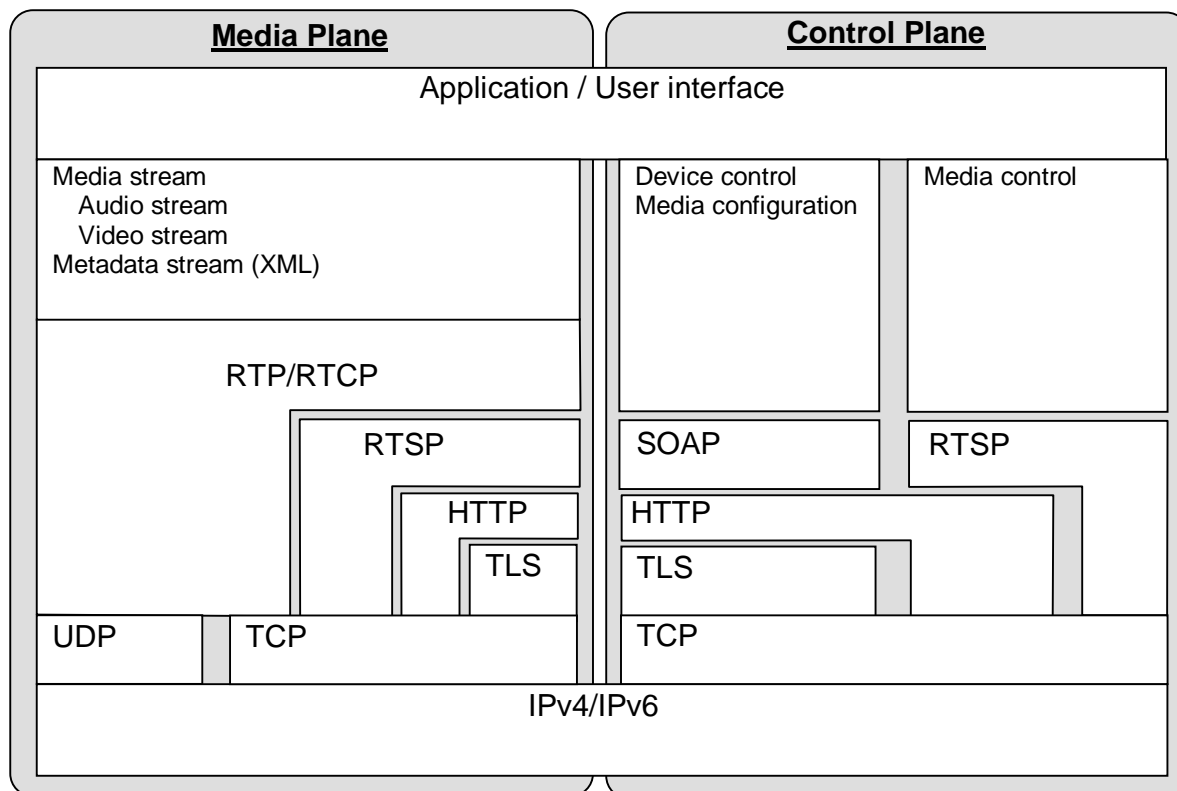 Media Plane
Control Plane
Application / User interface
Media stream
Audio stream
Video stream
Metadata stream (XML)
Device control
Media configuration
Media control
RTP/RTCP
RTSP
HTTP
TLS
SOAP
RTSP
HTTP
TLS
UDP
TCP
TCP
IPv4/IPv6